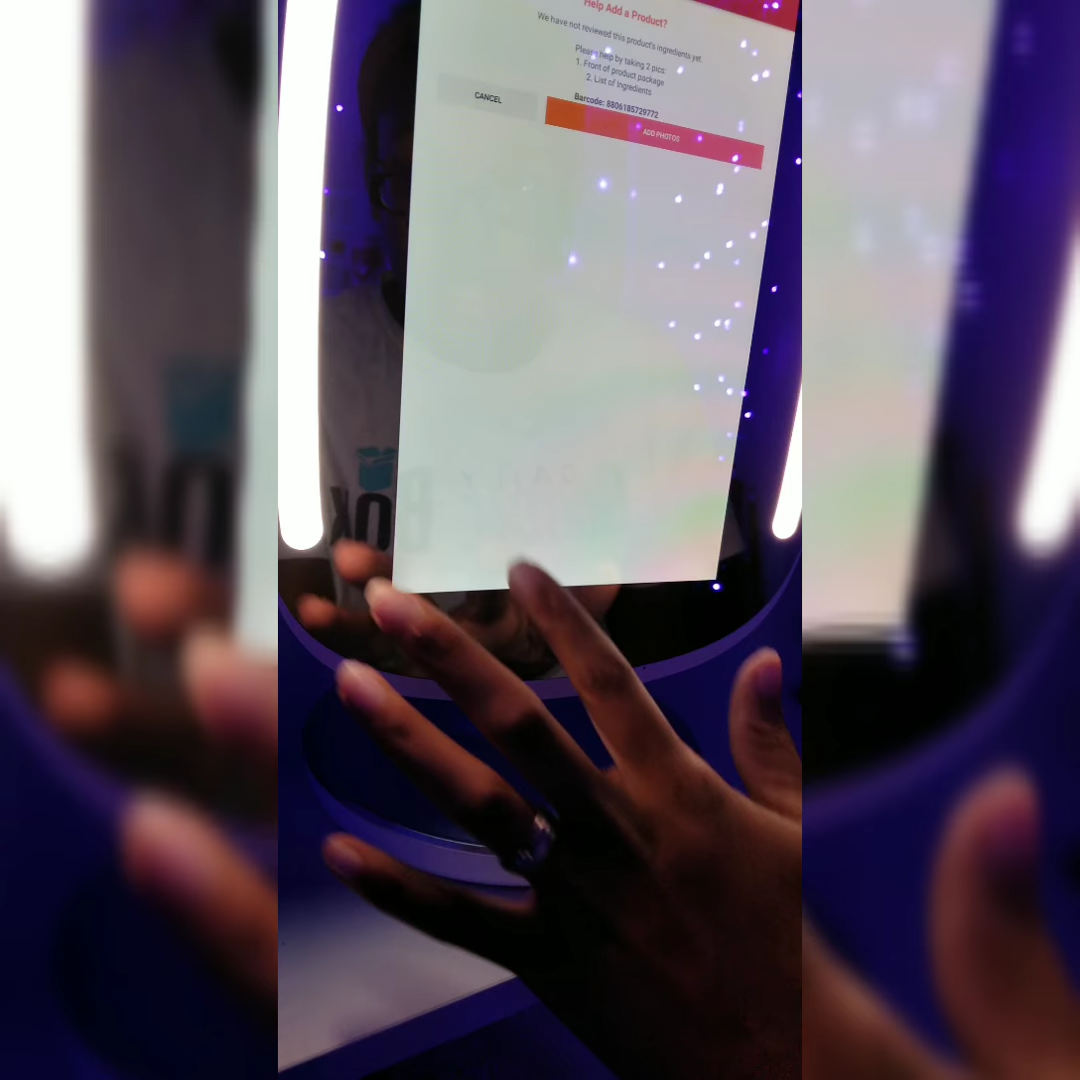 Help Add a Product?
We have not reviewed this product's ingredients yet.
Please help by taking 2 pics:
1. Front of product package
2. List of Ingredients
Barcode: 8806185729772
CANCEL
ADD PHOTOS